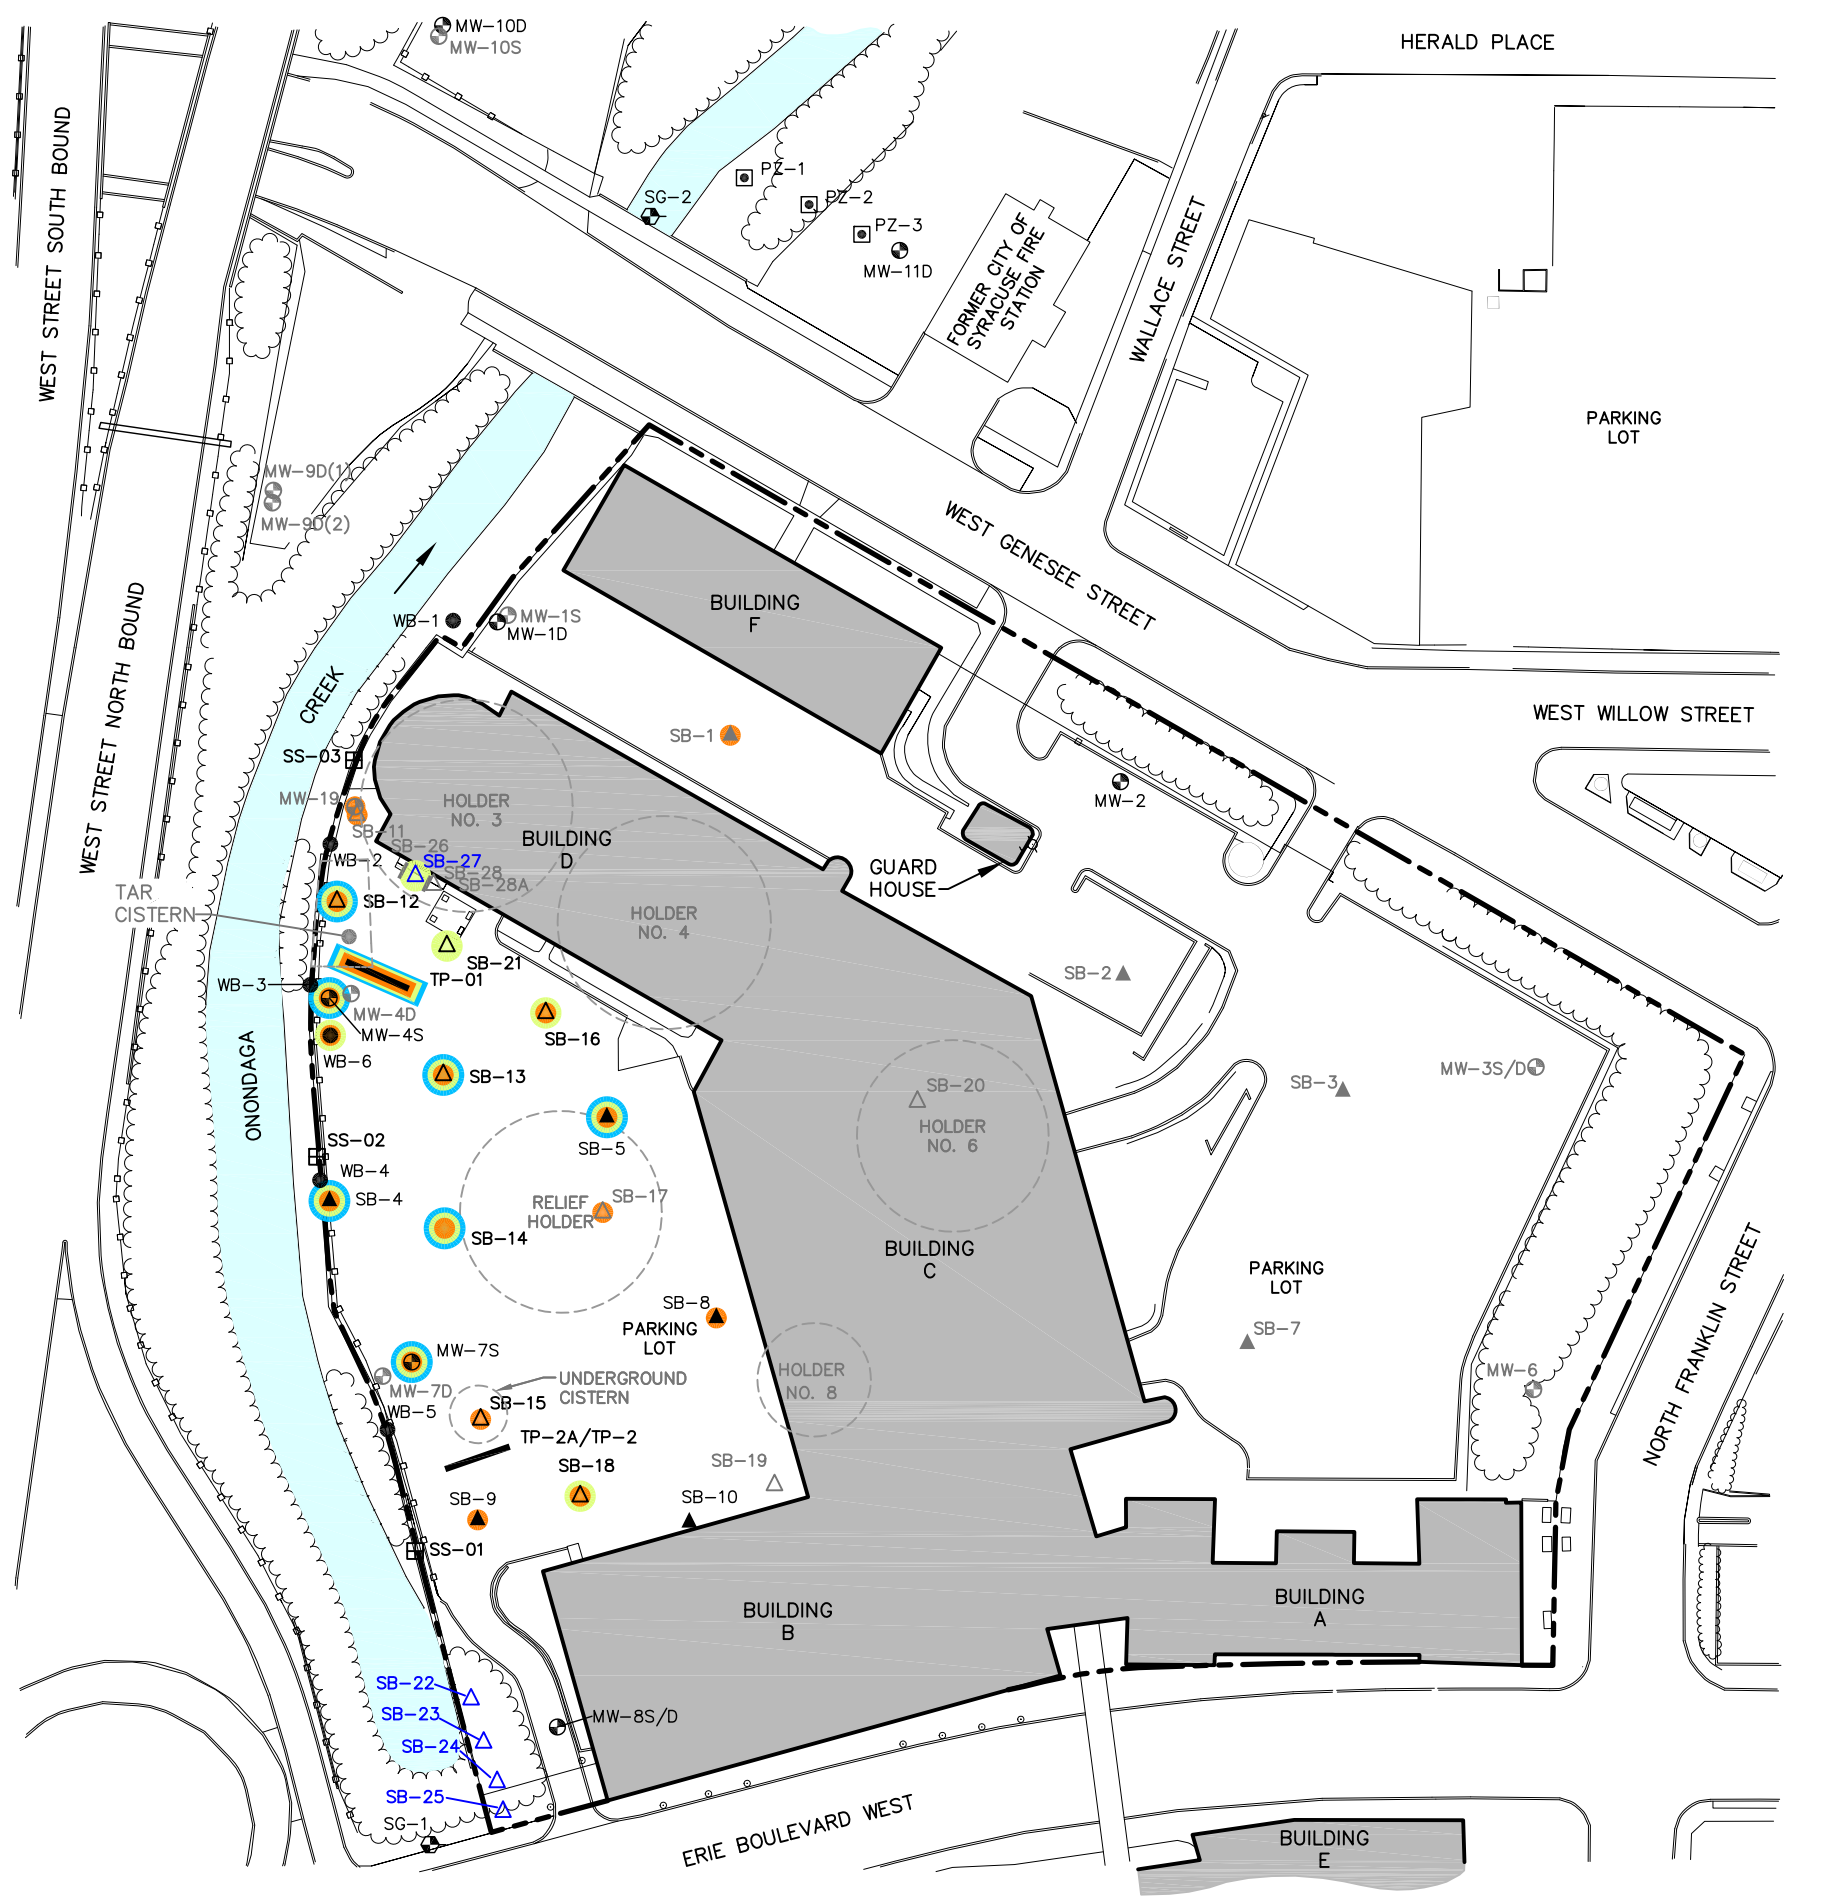 MW-10D
MW-10S
HERALD PLACE
WEST STREET SOUTH BOUND
PZ-1
SG-2
PZ-2
PZ-3
MW-11D
FORMER CITY OF
SYRACUSE FIRE
STATION
WALLACE STREET
PARKING
LOT
MW-9D(1)
MW-9D(2)
WEST GENESEE STREET
WEST STREET NORTH BOUND
WB-1
MW-1S
MW-1D
BUILDING
F
CREEK
WEST WILLOW STREET
SB-1
SS-03
MW-2
MW-19
HOLDER
NO. 3
SB-11
BUILDING
D
SB-26
WB-2
SB-27
SB-28
SB-28A
GUARD
HOUSE
TAR
CISTERN
SB-12
HOLDER
NO. 4
SB-21
TP-01
SB-2
WB-3
MW-4D
MW-4S
SB-16
WB-6
SB-13
ONONDAGA
SB-20
HOLDER
NO. 6
SB-3
MW-3S/D
SB-5
SS-02
WB-4
SB-4
RELIEF
HOLDER
SB-17
SB-14
BUILDING
C
PARKING
LOT
SB-8
PARKING
LOT
SB-7
MW-7S
MW-7D
UNDERGROUND
CISTERN
HOLDER
NO. 8
MW-6
NORTH FRANKLIN STREET
WB-5
SB-15
TP-2A/TP-2
SB-18
SB-19
SB-9
SB-10
SS-01
BUILDING
B
BUILDING
A
SB-22
SB-23
MW-8S/D
SB-24
SB-25
SG-1
ERIE BOULEVARD WEST
BUILDING
E